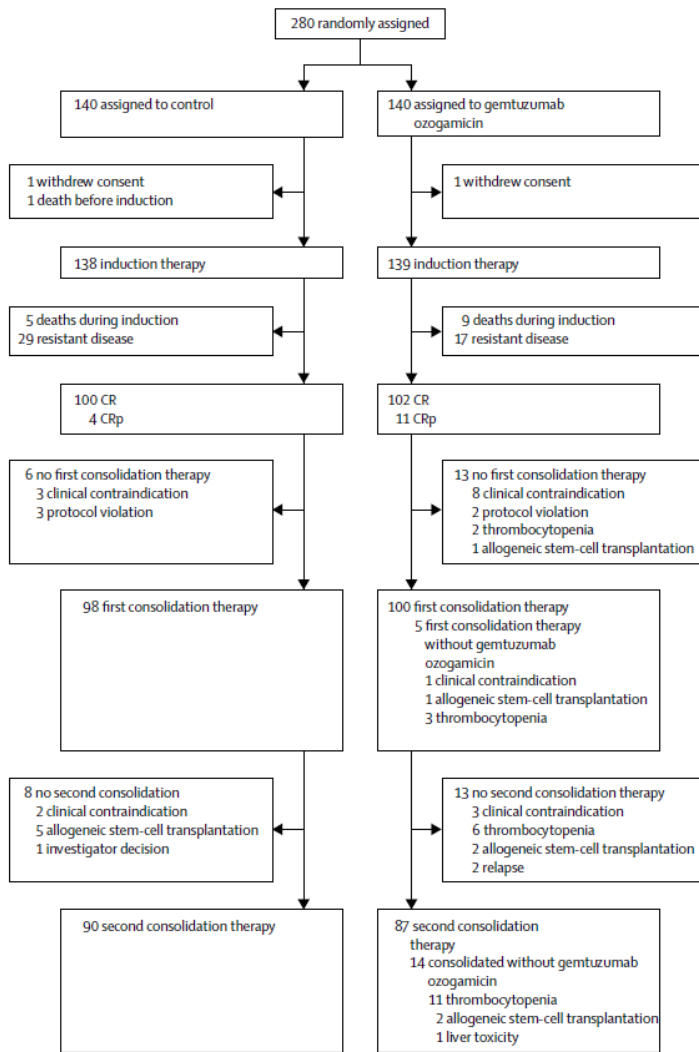 280 randomly assigned
140 assigned to control
140 assigned to gemtuzumab
ozogamicin
1 withdrew consent
1 death before induction
1 withdrew consent
138 induction therapy
139 induction therapy
5 deaths during induction
29 resistant disease
9 deaths during induction
17 resistant disease
100 CR
4 CRp
102 CR
11 CRp
6 no first consolidation therapy
3 clinical contraindication
3 protocol violation
13 no first consolidation therapy
8 clinical contraindication
2 protocol violation
2 thrombocytopenia
1 allogeneic stem-cell transplantation
98 first consolidation therapy
100 first consolidation therapy
5 first consolidation therapy
without gemtuzumab
ozogamicin
1 clinical contraindication
1 allogeneic stem-cell transplantation
3 thrombocytopenia
8 no second consolidation
2 clinical contraindication
5 allogeneic stem-cell transplantation
1 investigator decision
13 no second consolidation therapy
3 clinical contraindication
6 thrombocytopenia
2 allogeneic stem-cell transplantation
2 relapse
90 second consolidation therapy
87 second consolidation
therapy
14 consolidated without gemtuzumab
ozogamicin
11 thrombocytopenia
2 allogeneic stem-cell transplantation
1 liver toxicity